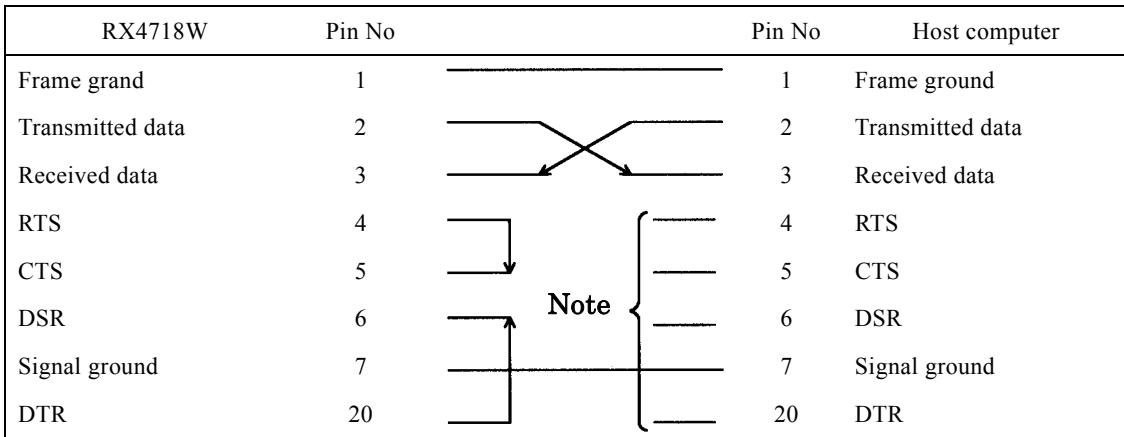 RX4718W Pin No Pin No Host computer
Frame grand 1 1 Frame ground
Transmitted data 2 2 Transmitted data
Received data 3 3 Received data
RTS 4 4 RTS
CTS 5 5 CTS
DSR 6 Note 6 DSR
Signal ground 7 7 Signal ground
DTR 20 20 DTR